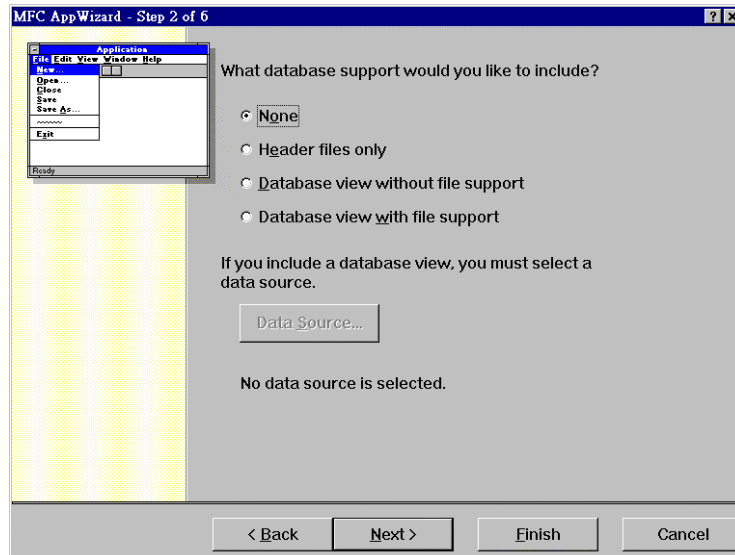 MFC AppWizard - Step 2 of 6
Application
File Edit View Window Help
New...
Open...
Close
Save
Save As...
Exit
Ready
What database support would you like to include?
None
Header files only
Database view without file support
Database view with file support
If you include a database view, you must select a
data source.
Data Source...
No data source is selected.
< Back
Next >
Finish
Cancel